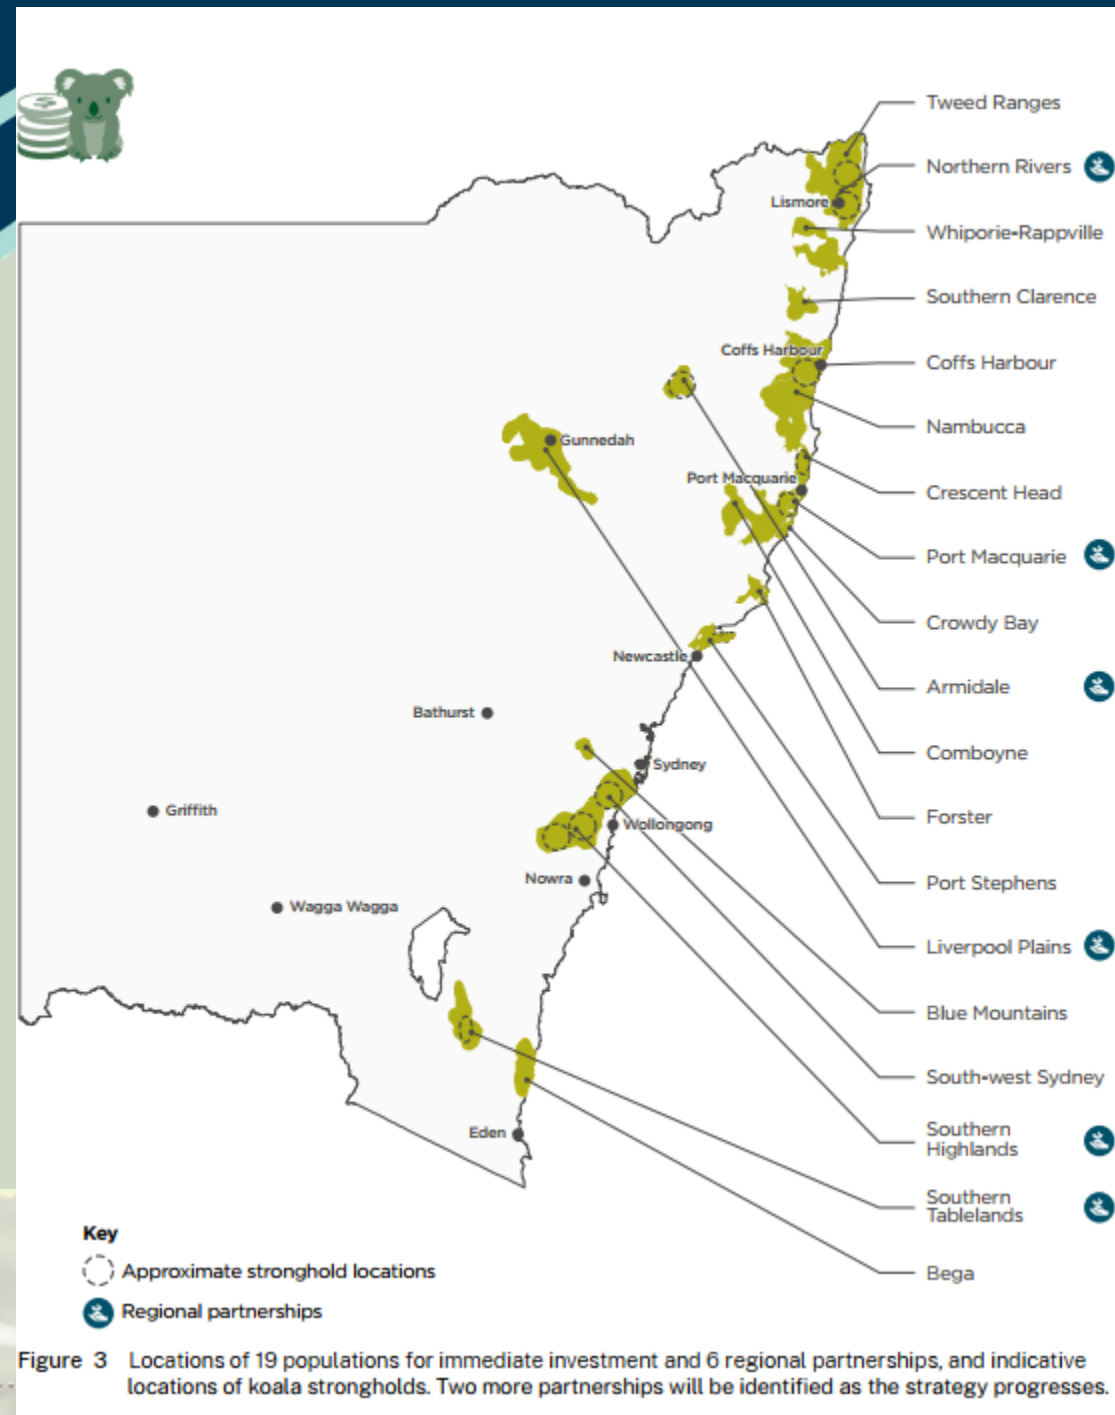 Tweed Ranges
Northern Rivers
Lismore
Whiporie-Rappville
Southern Clarence
Coffs Harbour
Coffs Harbour
Nambucca
Gunnedah
Port Macquarie
Crescent Head
Port Macquarie
Crowdy Bay
Newcastle
Armidale
Bathurst
Comboyne
Sydney
Griffith
Forster
Wollongong
Nowra
Port Stephens
Wagga Wagga
Liverpool Plains
Blue Mountains
South-west Sydney
Eden
Southern
Highlands
Southern
Tablelands
Bega
Key
Approximate stronghold locations
Regional partnerships
Figure 3 Locations of 19 populations for immediate investment and 6 regional partnerships, and indicative
locations of koala strongholds. Two more partnerships will be identified as the strategy progresses.